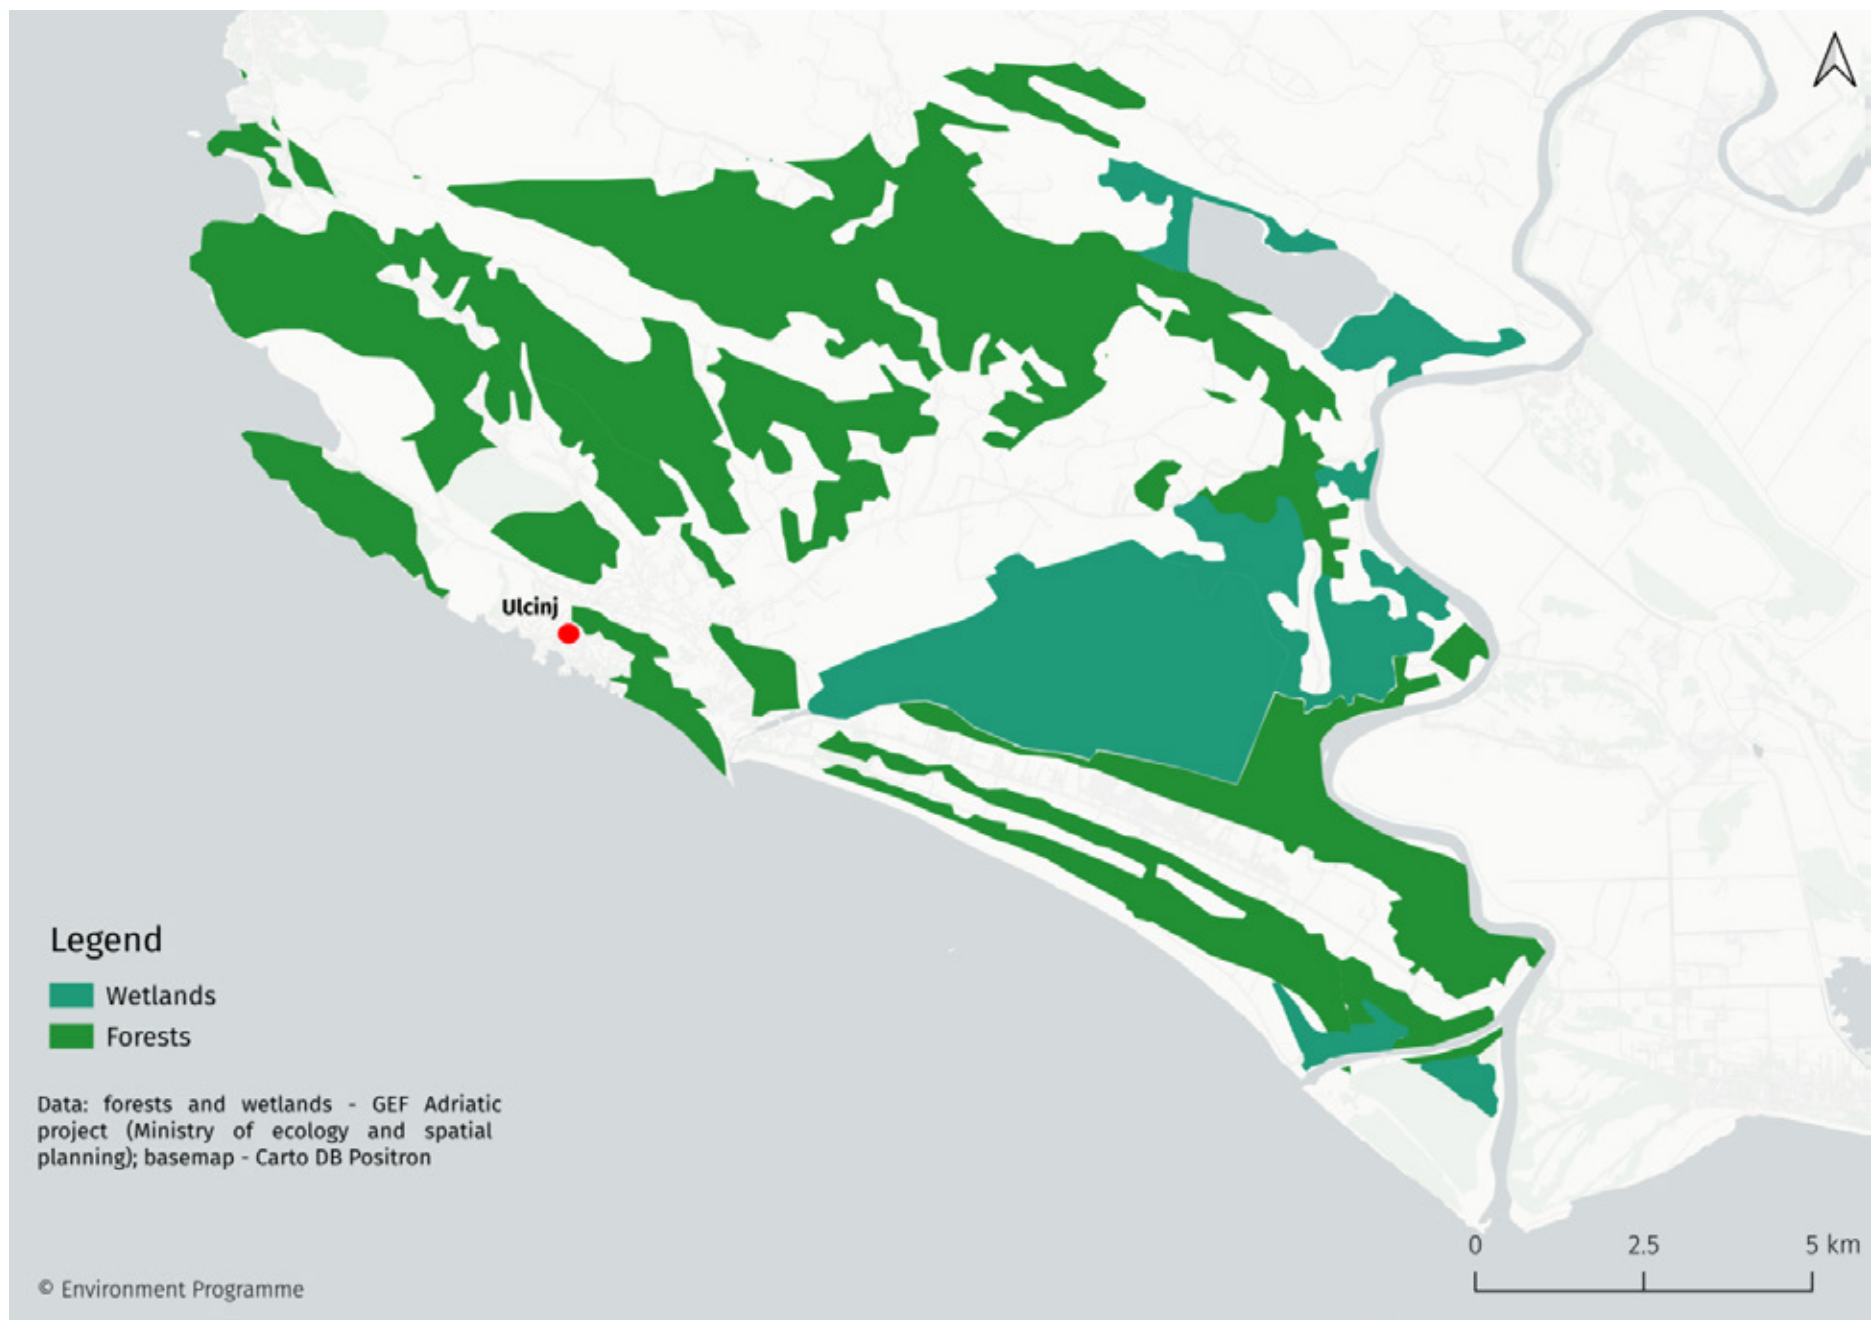 Ulcinj
Legend
Wetlands
Forests
Data: forests and wetlands - GEF Adriatic
project (Ministry of ecology and spatial
planning); basemap - Carto DB Positron
0 2.5 5 km
© Environment Programme